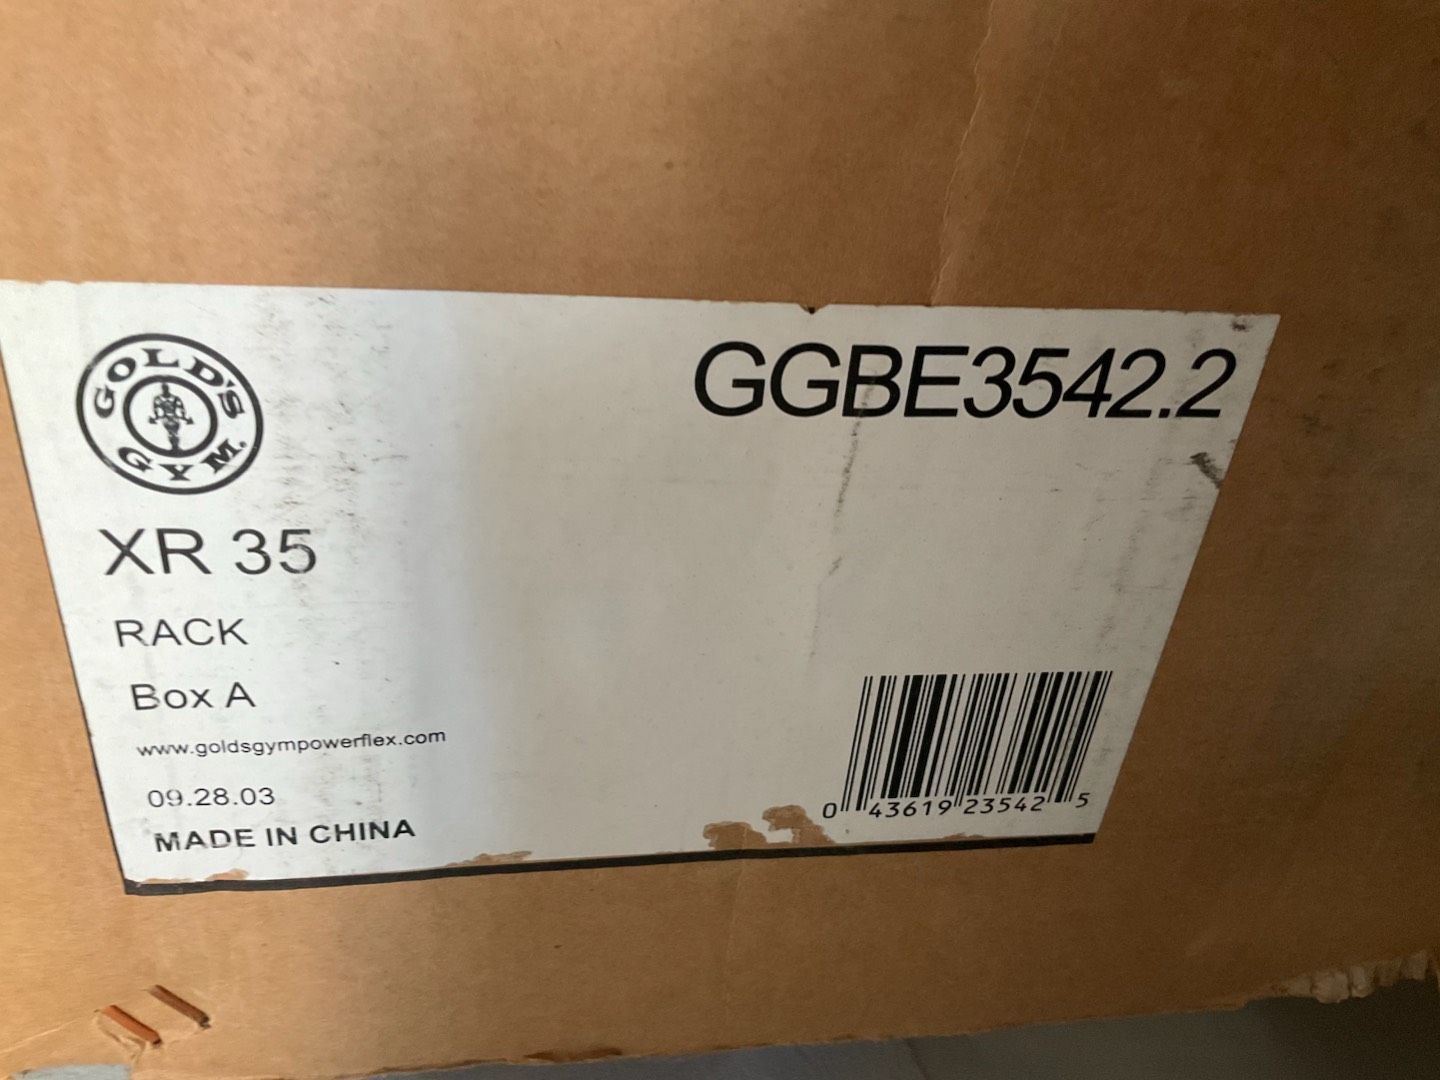 GOLD'S GYM.
GGBE3542.2
XR 35
RACK
Box A
www.goldsgympowerflex.com
09.28.03
MADE IN CHINA
0 43619 23542 5